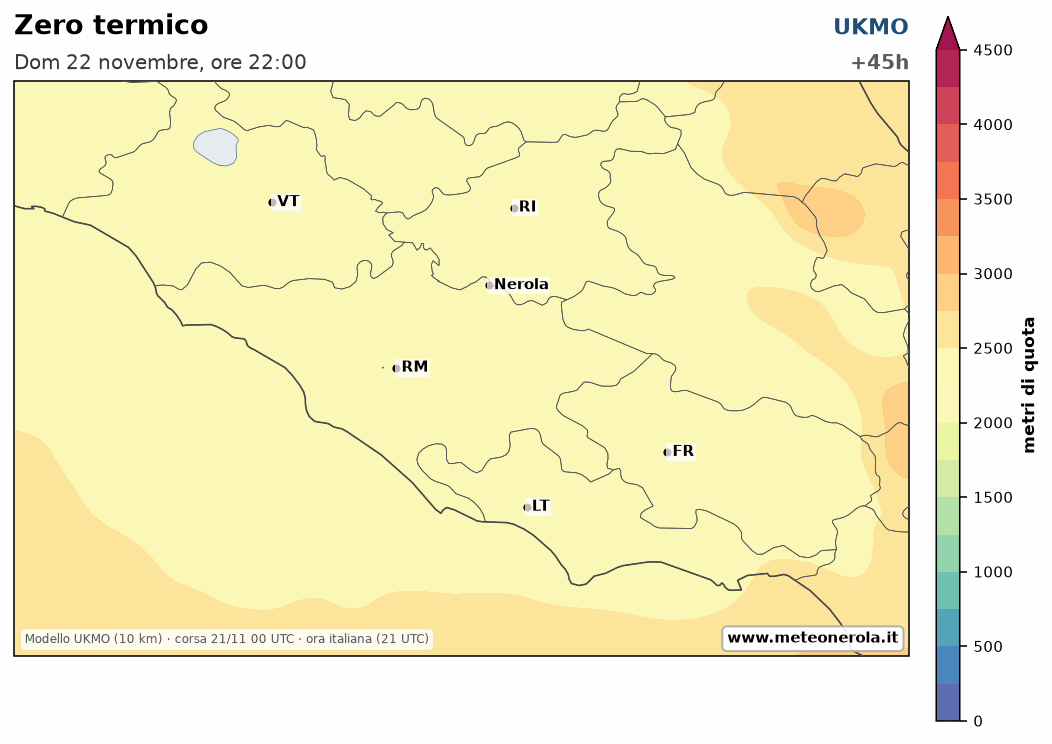 Zero termico
UKMO
Dom 22 novembre, ore 22:00
+45h
VT
RI
Nerola
RM
FR
LT
Modello UKMO (10 km) · corsa 21/11 00 UTC · ora italiana (21 UTC)
www.meteonerola.it
4500
4000
3500
3000
2500
2000
1500
1000
500
0
metri di quota